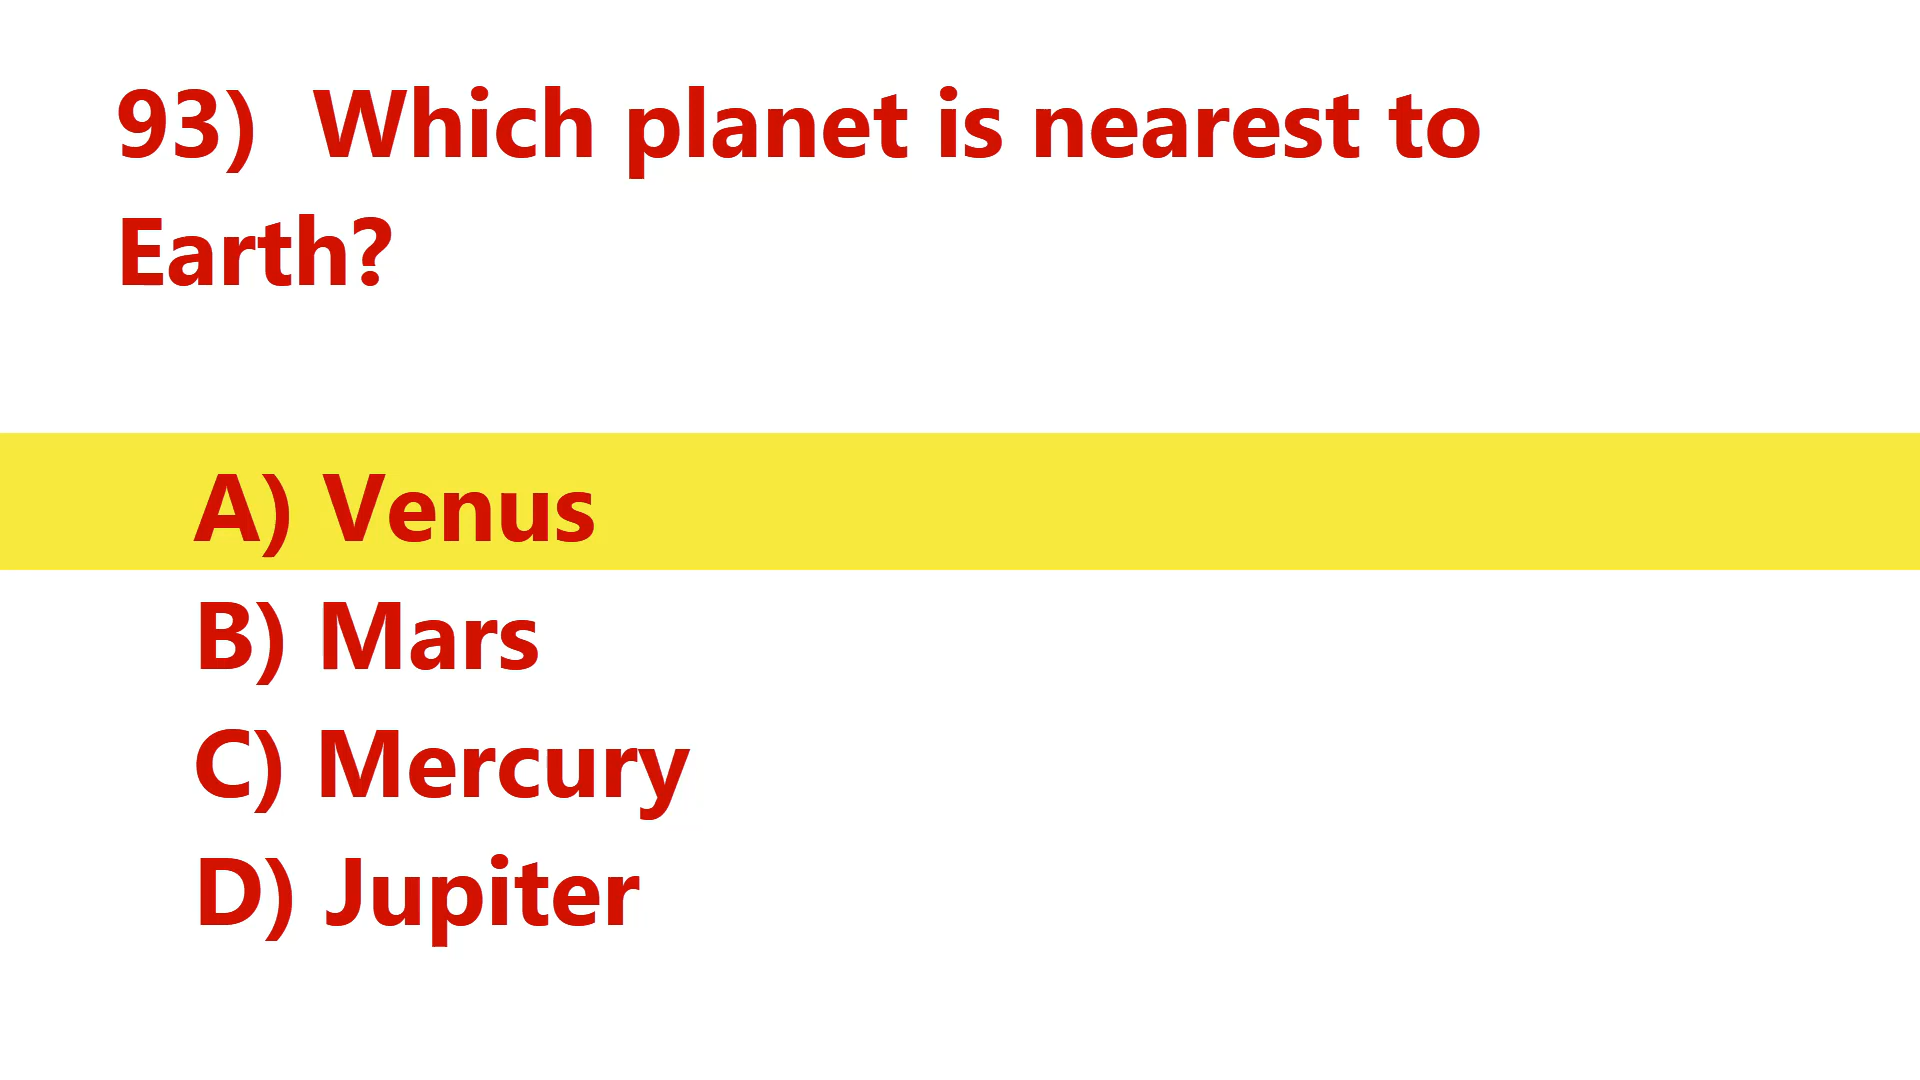 93)  Which planet is nearest to
Earth?
A) Venus
B) Mars
C) Mercury
D) Jupiter